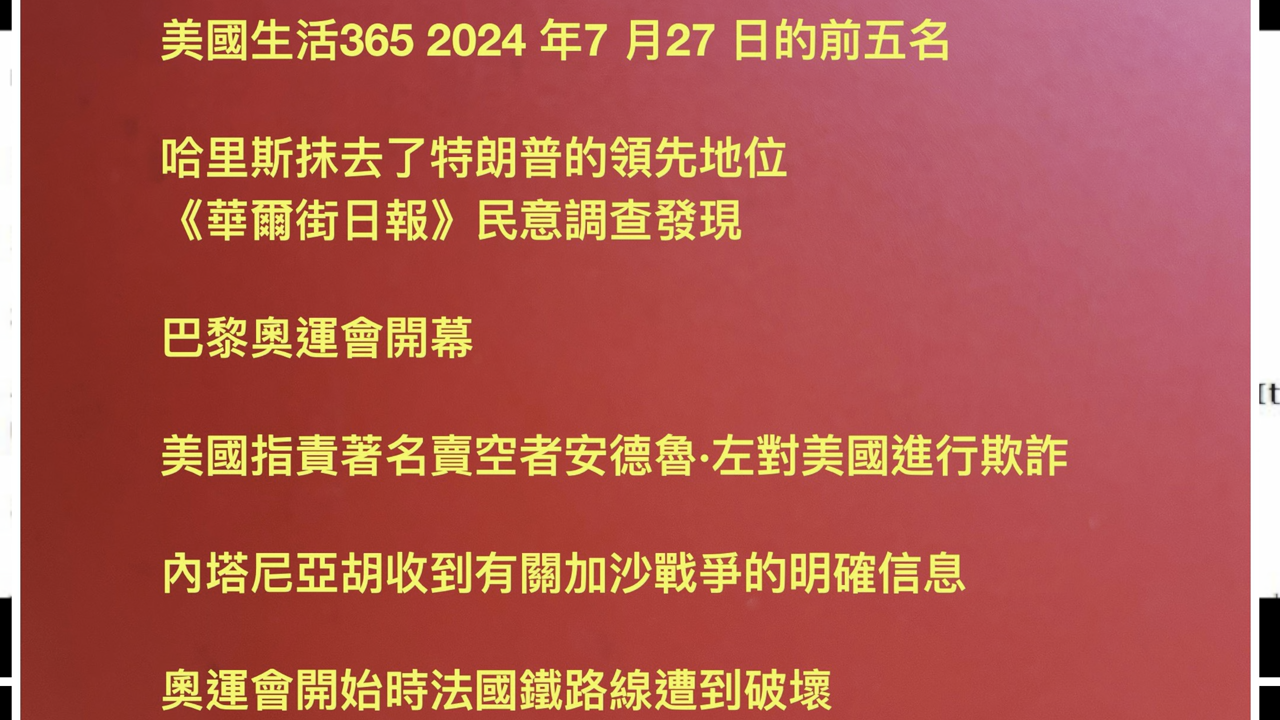 美國生活365 2024 年7 月27 日的前五名
哈里斯抹去了特朗普的領先地位
《華爾街日報》民意調查發現
巴黎奧運會開幕
美國指責著名賣空者安德魯·左對美國進行欺詐
[t
內塔尼亞胡收到有關加沙戰爭的明確信息
奧運會開始時法國鐵路線遭到破壞